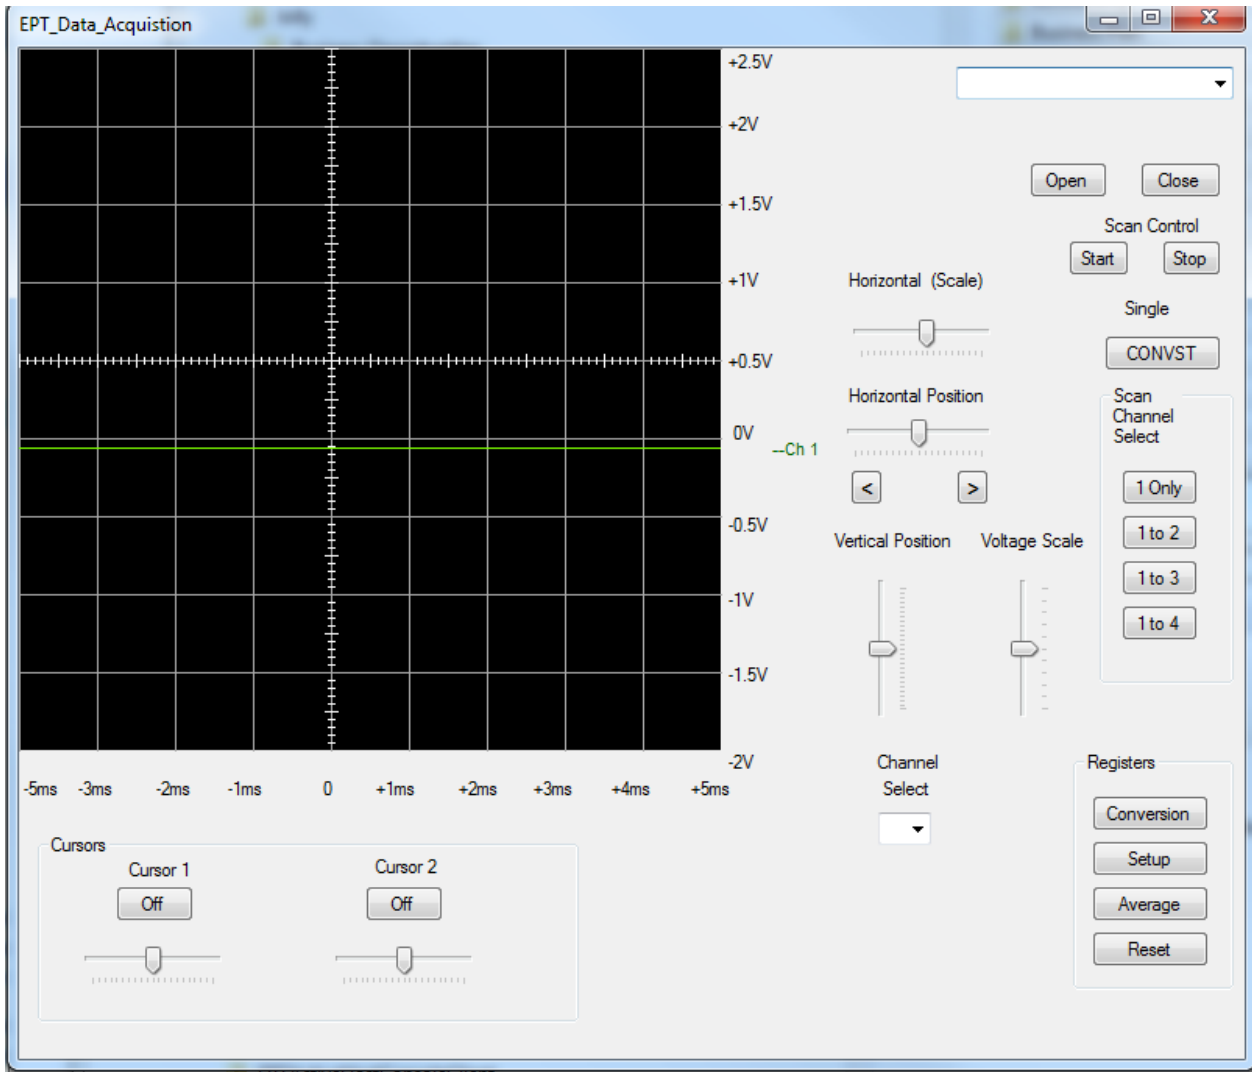 EPT_Data_Acquistion
+2.5V
+2V
+1.5V
+1V
+0.5V
0V
--Ch 1
-0.5V
-1V
-1.5V
-2V
-5ms -3ms -2ms -1ms 0 +1ms +2ms +3ms +4ms +5ms
Open Close
Scan Control
Start Stop
Horizontal (Scale)
Single
CONVST
Horizontal Position
< >
Scan
Channel
Select
1 Only
1 to 2
1 to 3
1 to 4
Vertical Position Voltage Scale
Channel
Select
Registers
Conversion
Setup
Average
Reset
Cursors
Cursor 1 Cursor 2
Off Off